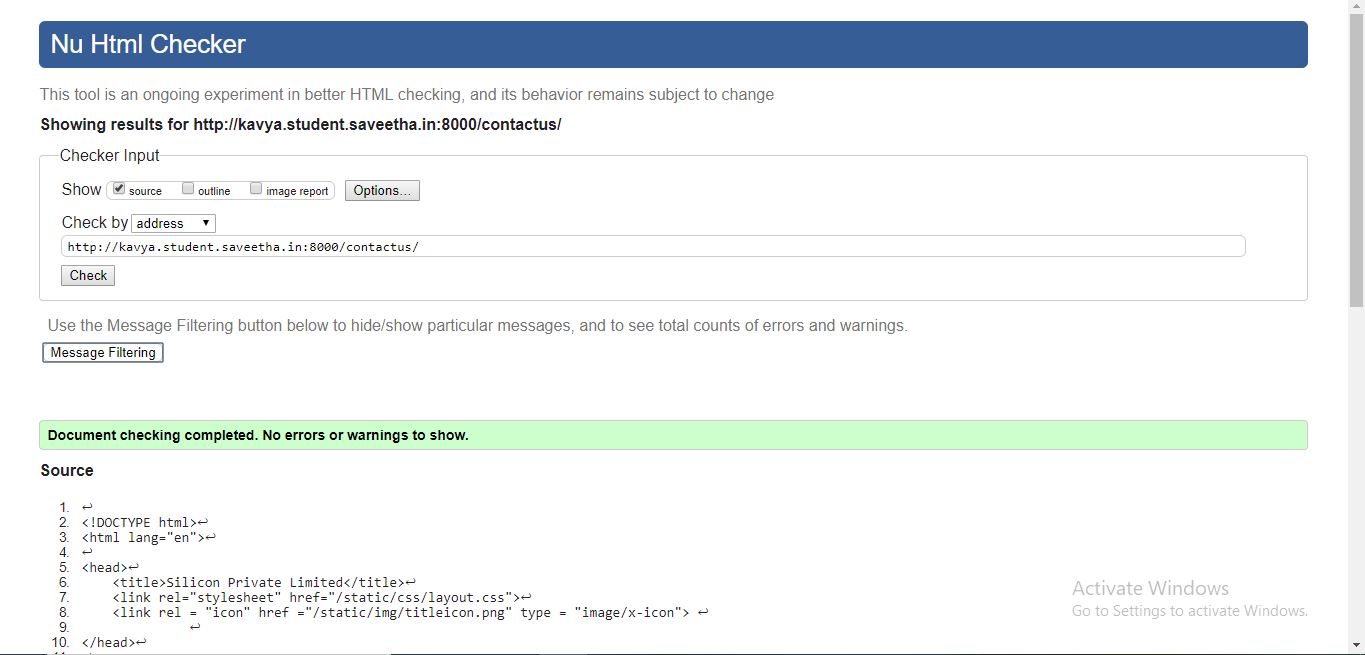 Nu Html Checker
This tool is an ongoing experiment in better HTML checking, and its behavior remains subject to change
Showing results for http://kavya.student.saveetha.in:8000/contactus/
Checker Input
Show source outline image report Options...
Check by address
http://kavya.student.saveetha.in:8000/contactus/
Check
Use the Message Filtering button below to hide/show particular messages, and to see total counts of errors and warnings.
Message Filtering
Document checking completed. No errors or warnings to show.
Source
1. ↩
2. <!DOCTYPE html>↩
3. <html lang="en">↩
4. ↩
5. <head>↩
6. <title>Silicon Private Limited</title>↩
7. <link rel="stylesheet" href="/static/css/layout.css">↩
8. <link rel = "icon" href ="/static/img/titleicon.png" type = "image/x-icon"> ↩
9. ↩
10. </head>↩
Activate Windows
Go to Settings to activate Windows.